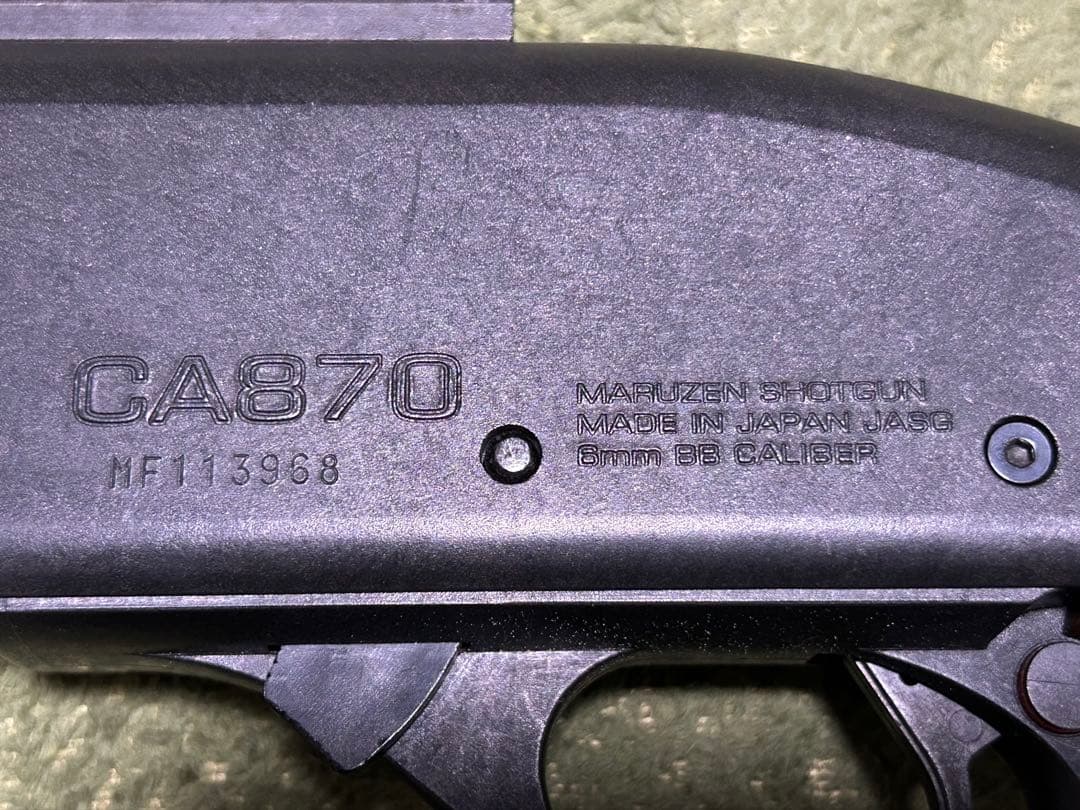 CA870
MF113968
MARUZEN SHOTGUN
MADE IN JAPAN JASG
6mm BB CALIBER